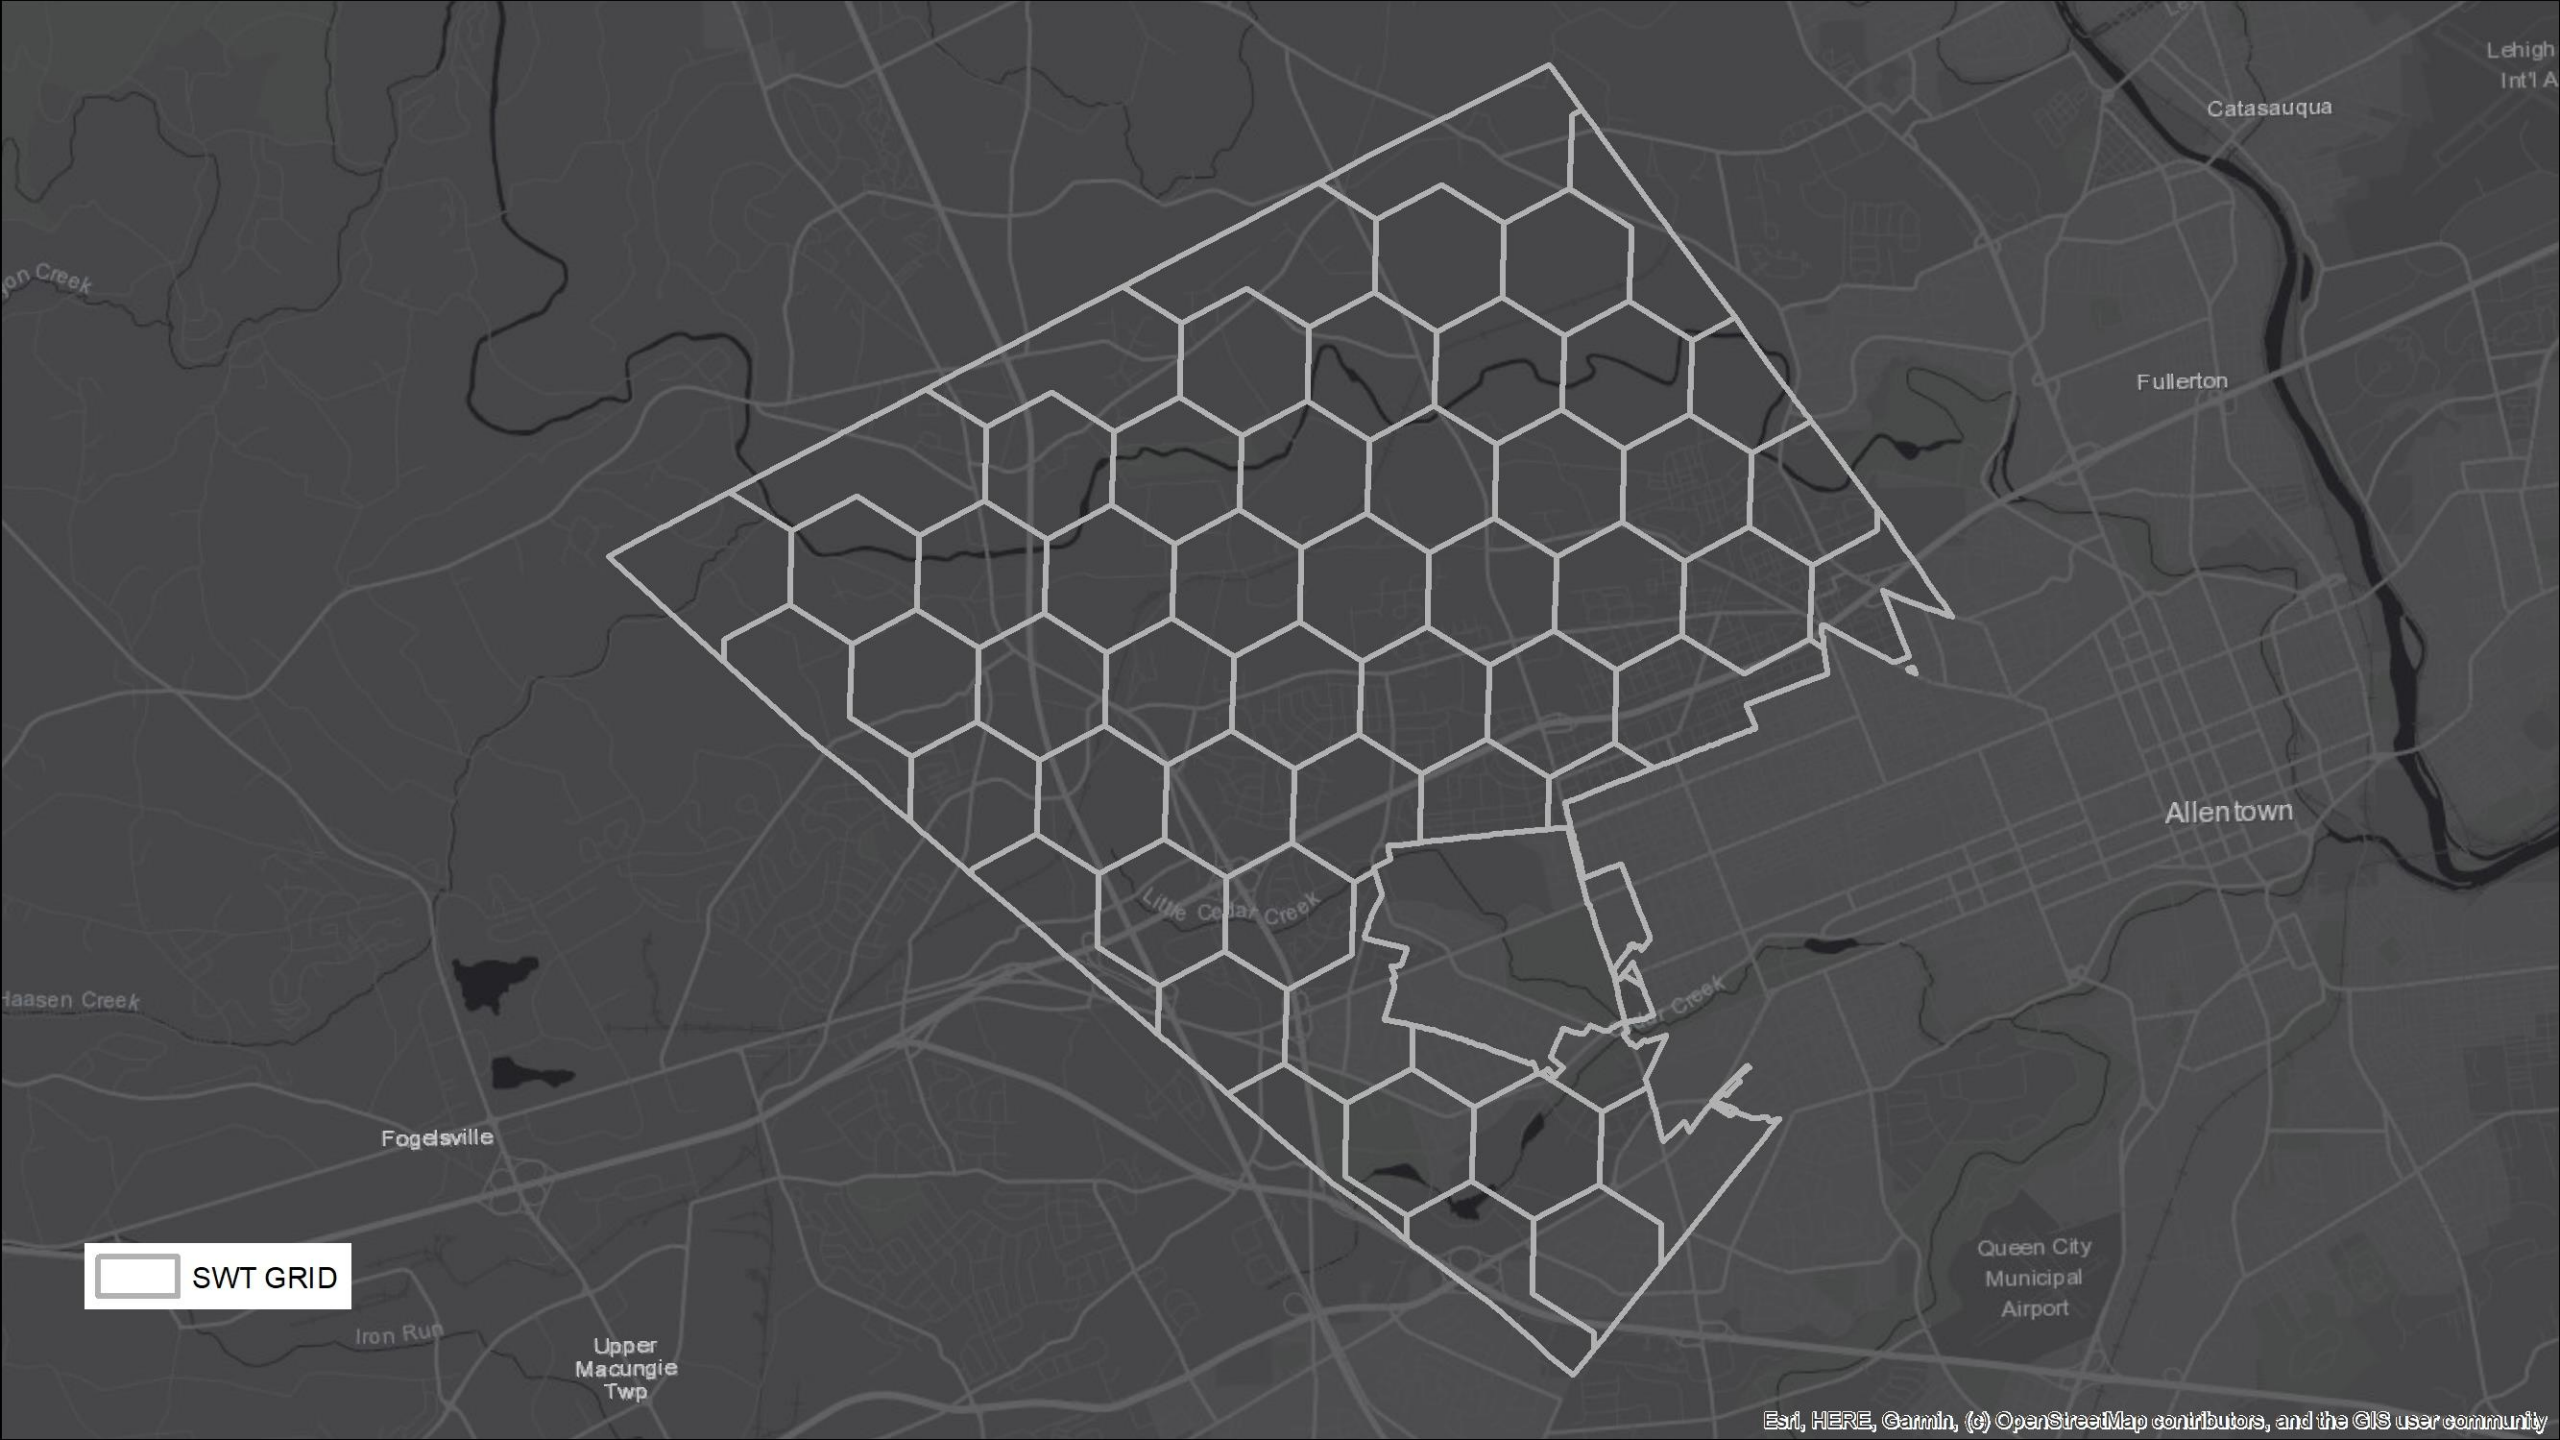 Lehigh
Int'l A
Catasauqua
on Creek
Fullerton
Allentown
Little Cedar Creek
Creek
Haasen Creek
Fogelsville
Queen City
Municipal
Airport
SWT GRID
Iron Run
Upper
Macungie
Twp
Esri, HERE, Garmin, (c) OpenStreetMap contributors, and the GIS user community